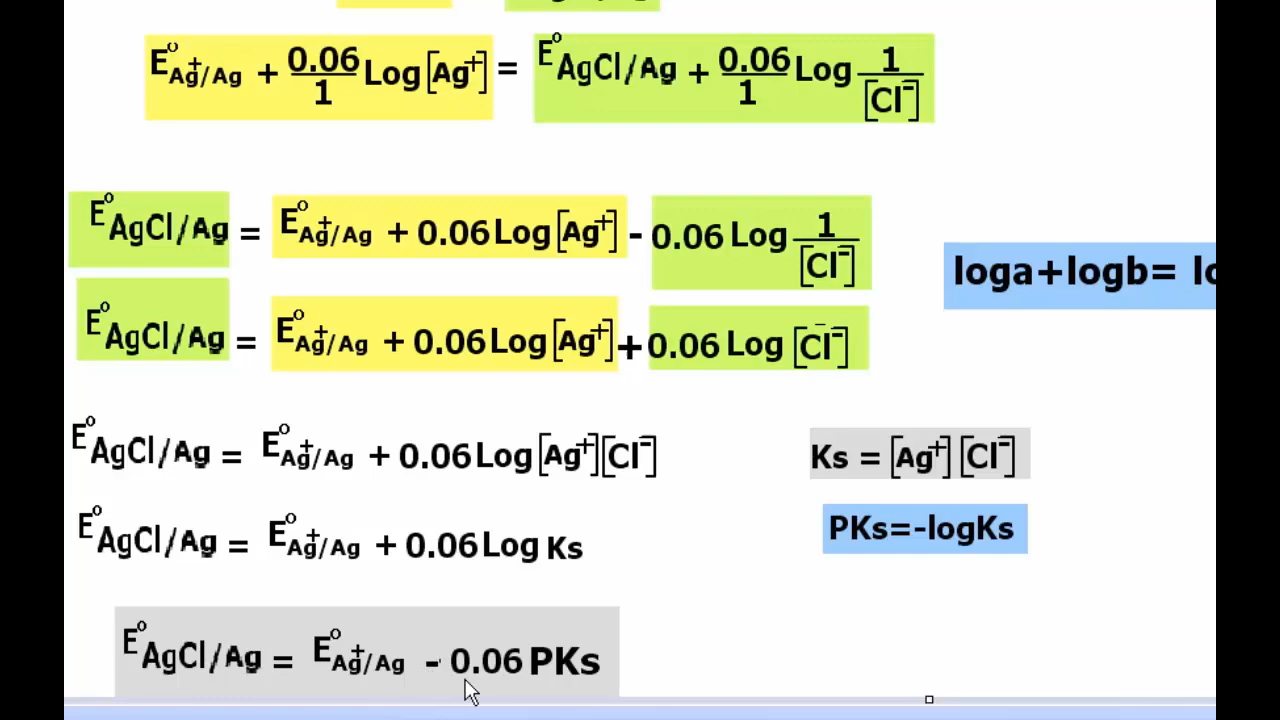 E°Ag+/Ag + 0.06/1 Log [Ag+] = E°AgCl/Ag + 0.06/1 Log 1/[Cl-]
E°AgCl/Ag = E°Ag+/Ag + 0.06 Log [Ag+] - 0.06 Log 1/[Cl-]
loga+logb=
E°AgCl/Ag = E°Ag+/Ag + 0.06 Log [Ag+] + 0.06 Log [Cl-]
E°AgCl/Ag = E°Ag+/Ag + 0.06 Log [Ag+][Cl-]
Ks = [Ag+][Cl-]
E°AgCl/Ag = E°Ag+/Ag + 0.06 Log Ks
PKs=-logKs
E°AgCl/Ag = E°Ag+/Ag - 0.06 PKs